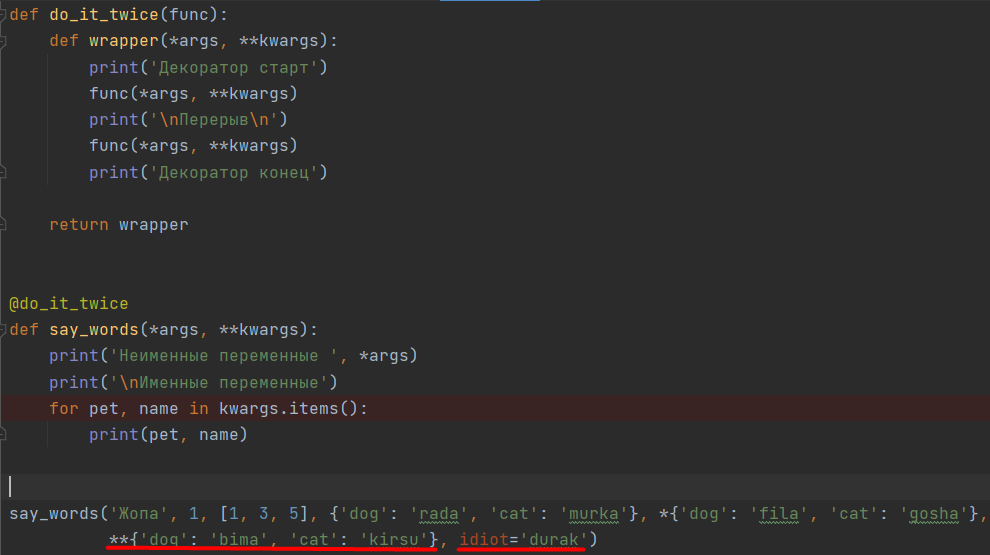 def do_it_twice(func):
    def wrapper(*args, **kwargs):
        print('Декоратор старт')
        func(*args, **kwargs)
        print('\nПерерыв\n')
        func(*args, **kwargs)
        print('Декоратор конец')
    return wrapper
@do_it_twice
def say_words(*args, **kwargs):
    print('Неименные переменные ', *args)
    print('\nИменные переменные')
    for pet, name in kwargs.items():
        print(pet, name)
say_words('Жопа', 1, [1, 3, 5], {'dog': 'rada', 'cat': 'murka'}, *{'dog': 'fila', 'cat': 'gosha'},
          **{'dog': 'bima', 'cat': 'kirsu'}, idiot='durak')